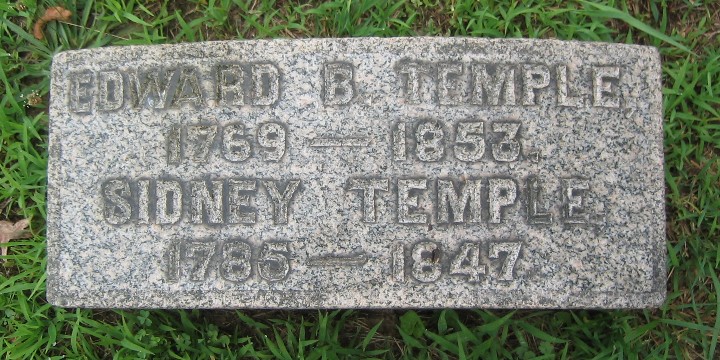 EDWARD B. TEMPLE
1769 — 1853.
SIDNEY TEMPLE
1785 — 1847